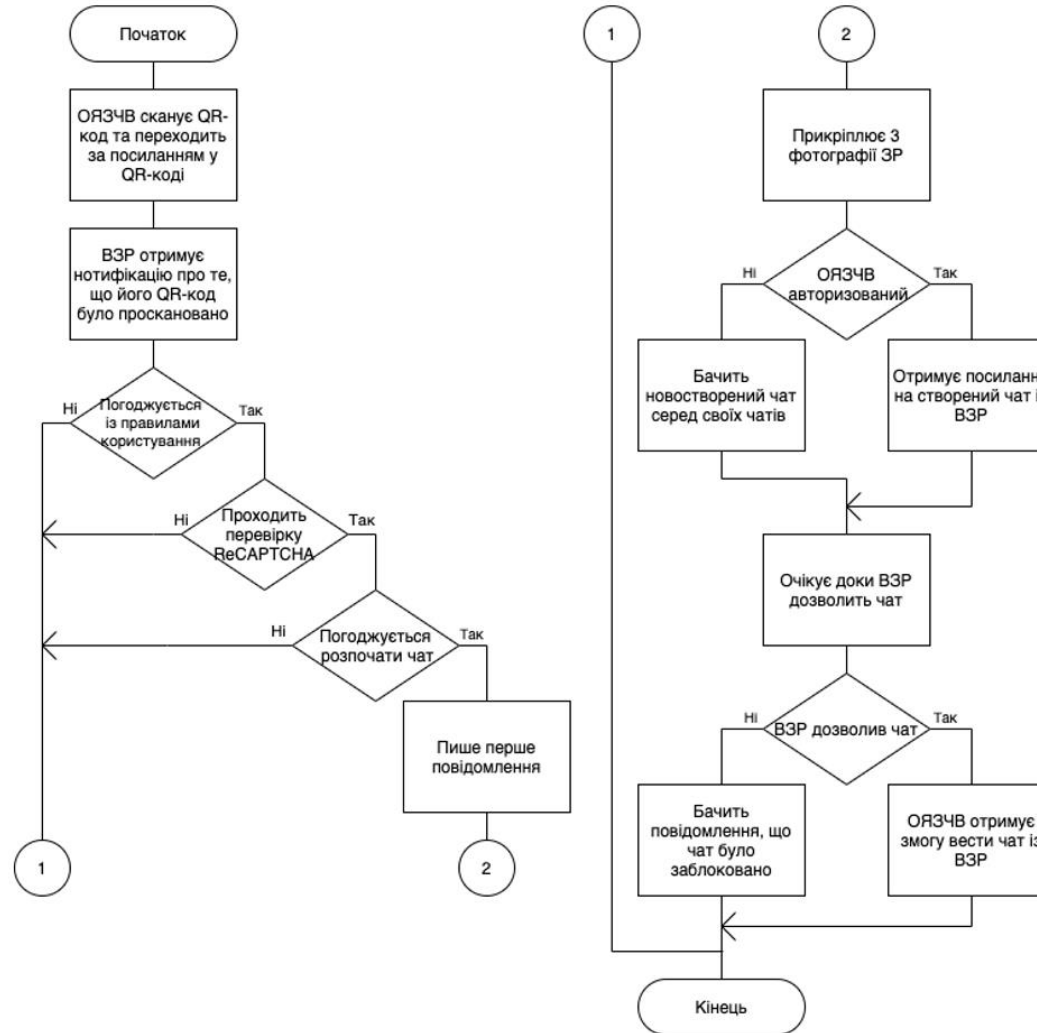 Початок
ОЯЗЧВ сканує QR-
код та переходить
за посиланням у
QR-коді
ВЗР отримує
нотифікацію про те,
що його QR-код
було проскановано
Ні
Погоджується
із правилами
користування
Так
Ні
Проходить
перевірку
ReCAPTCHA
Так
Ні
Погоджується
розпочати чат
Так
Пише перше
повідомлення
1
2
1
2
Прикріплює 3
фотографії ЗР
Ні
ОЯЗЧВ
авторизований
Так
Бачить
новостворений чат
серед своїх чатів
Отримує посиланн
на створений чат і
ВЗР
Очікує доки ВЗР
дозволить чат
Ні
ВЗР дозволив чат
Так
Бачить
повідомлення, що
чат було
заблоковано
ОЯЗЧВ отримує
змогу вести чат із
ВЗР
Кінець